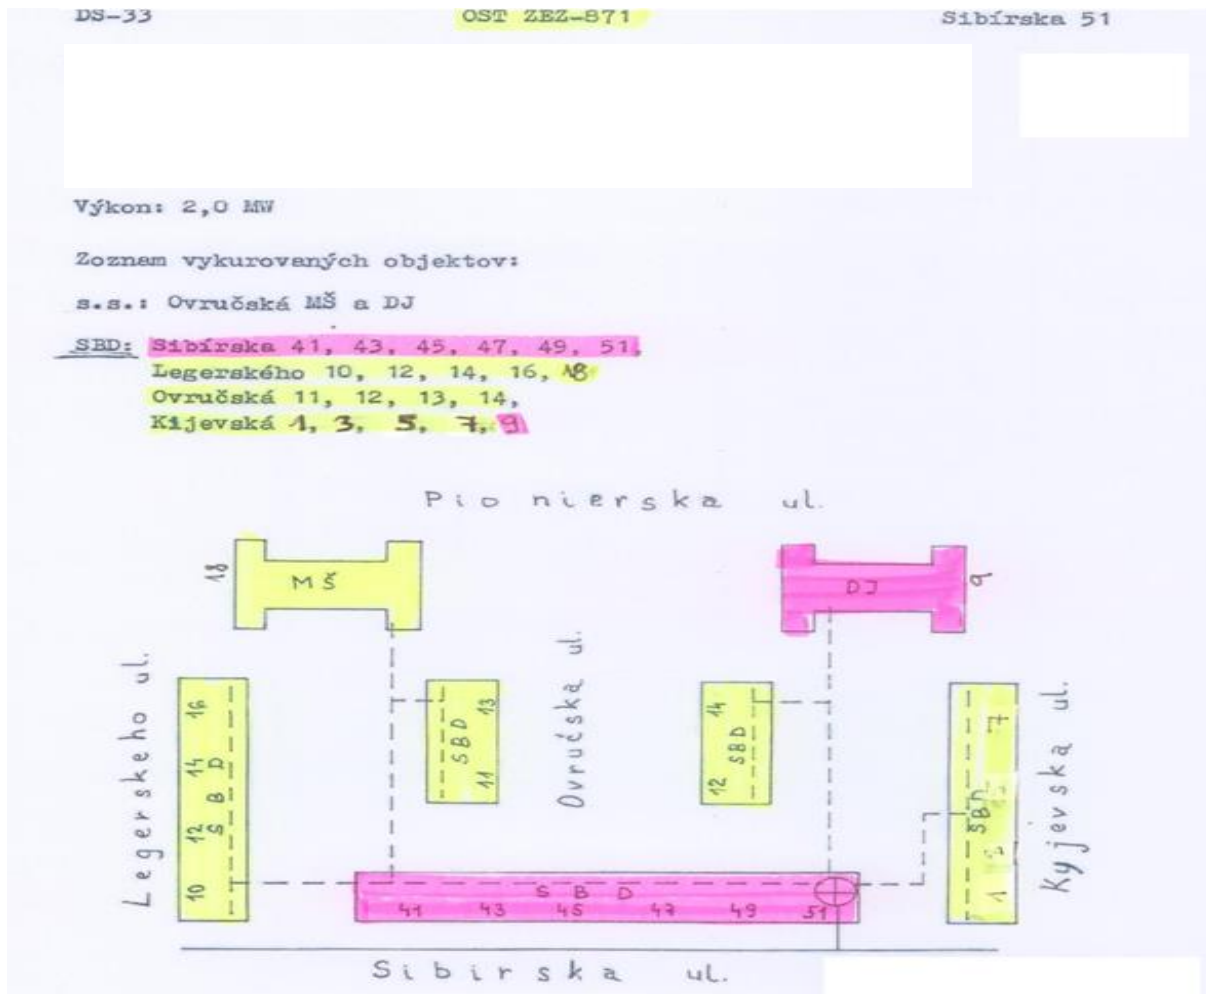 DS-33 OST ZEZ-871 Sibírska 51
Výkon: 2,0 MW
Zoznam vykurovaných objektov:
s.s.: Ovručská MŠ a DJ
SBD: Sibírska 41, 43, 45, 47, 49, 51,
Legerského 10, 12, 14, 16, 18
Ovručská 11, 12, 13, 14,
Kijevská 1, 3, 5, 7, 9
Pionierska ul.
18 MŠ
DJ 9
Legerskeho ul.
10 12 14 16
SBD
11 13
SBD
Ovručska ul.
12 14
SBD
1 7
SBD
Kyjevska ul.
SBD
41 43 45 47 49 51
Sibirska ul.